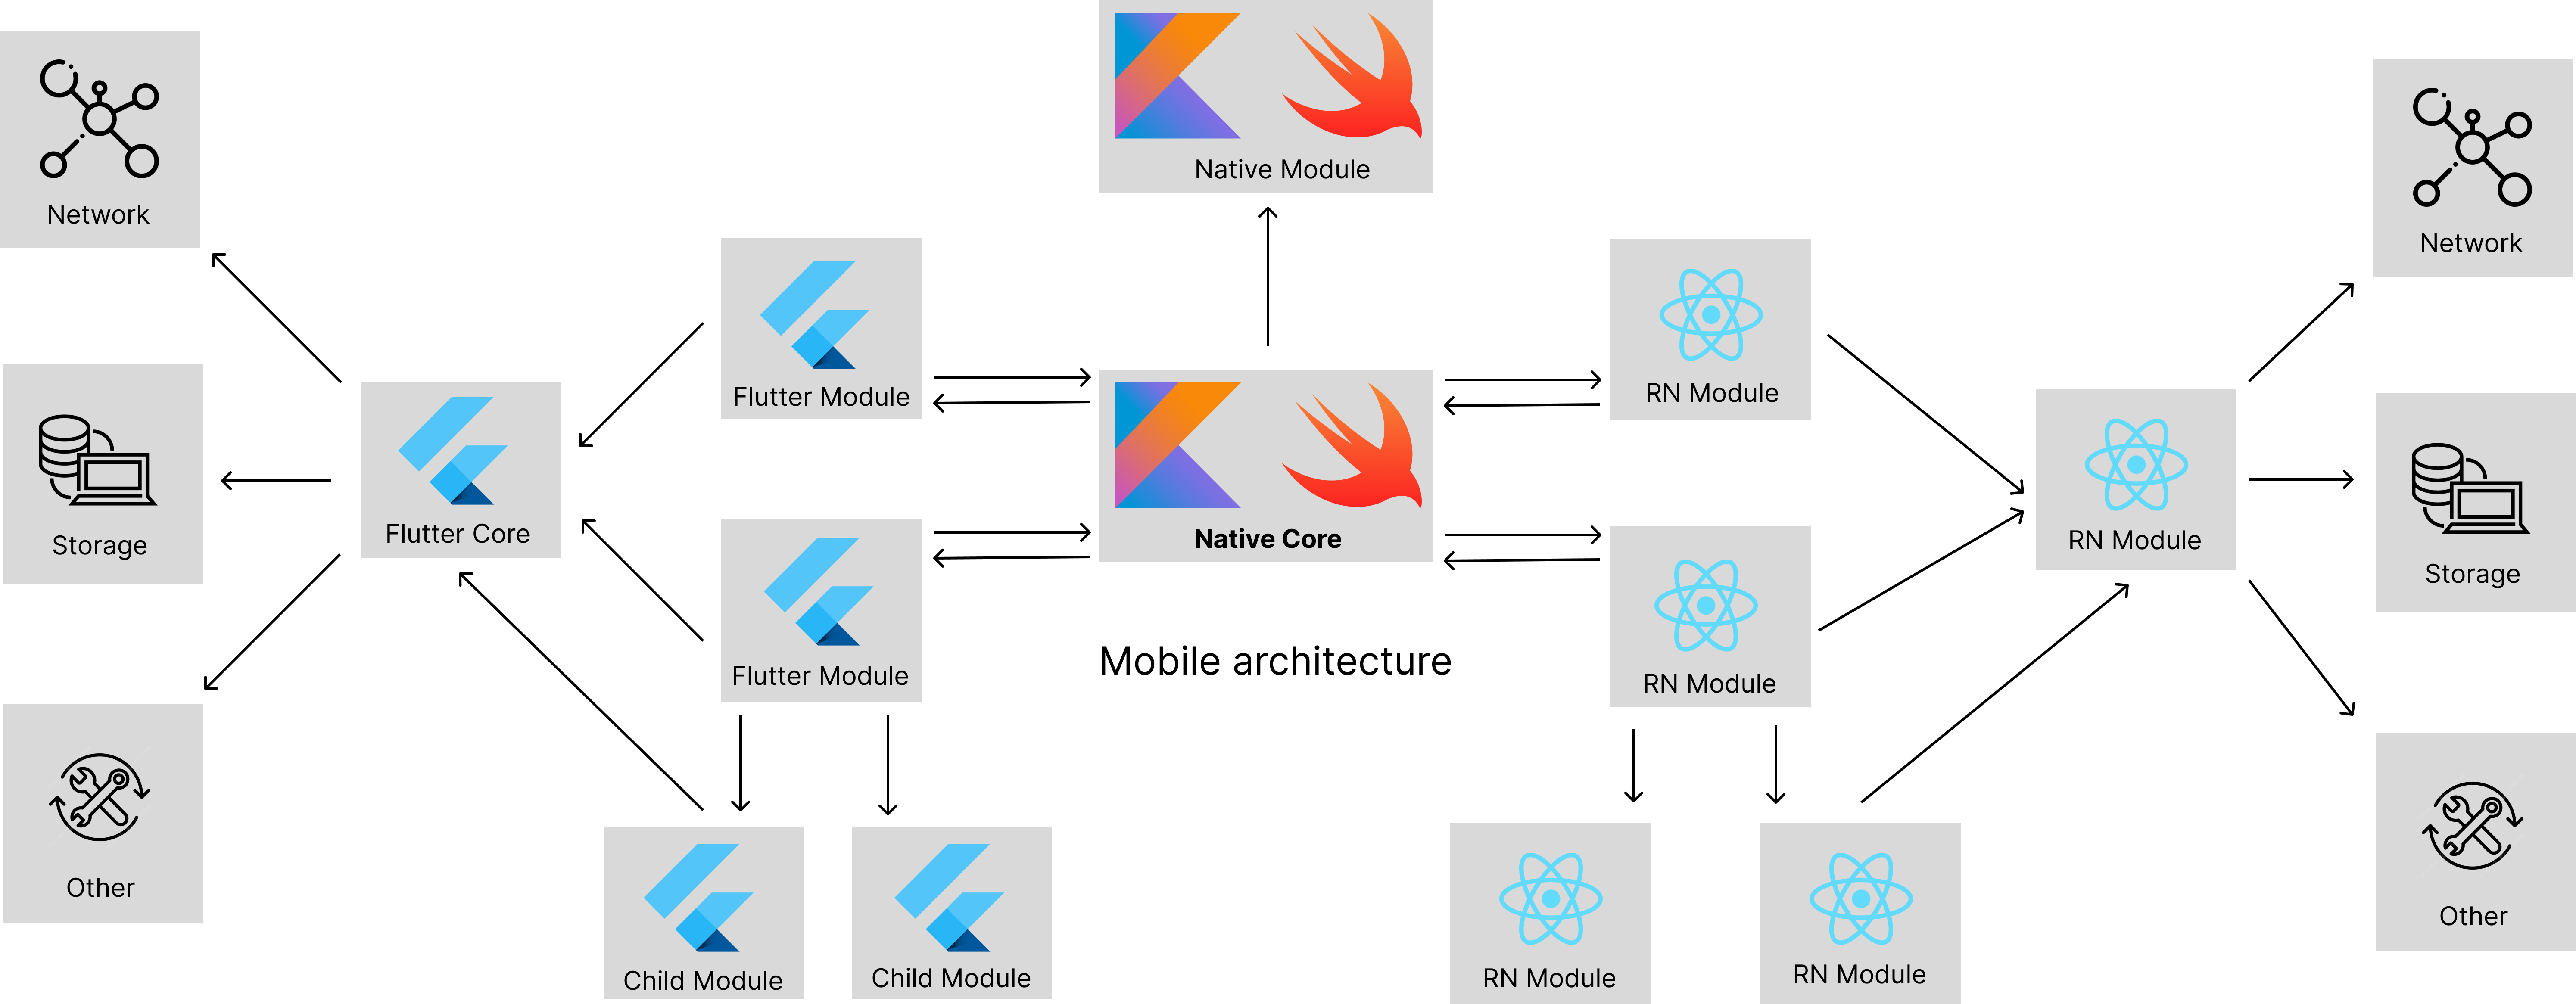 Native Module
Network
Network
Flutter Module
RN Module
Flutter Core
Native Core
RN Module
Storage
Storage
Mobile architecture
Flutter Module
RN Module
Other
Other
Child Module
Child Module
RN Module
RN Module